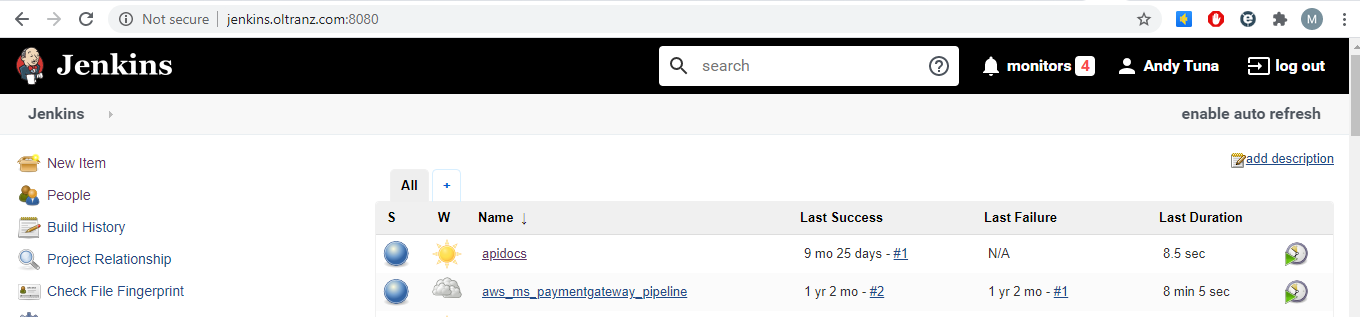 Not secure | jenkins.oltranz.com:8080
M
Jenkins
search
monitors 4
Andy Tuna
log out
Jenkins
enable auto refresh
New Item
People
Build History
Project Relationship
Check File Fingerprint
add description
All
+
S W Name ↓ Last Success Last Failure Last Duration
apidocs 9 mo 25 days - #1 N/A 8.5 sec
aws_ms_paymentgateway_pipeline 1 yr 2 mo - #2 1 yr 2 mo - #1 8 min 5 sec